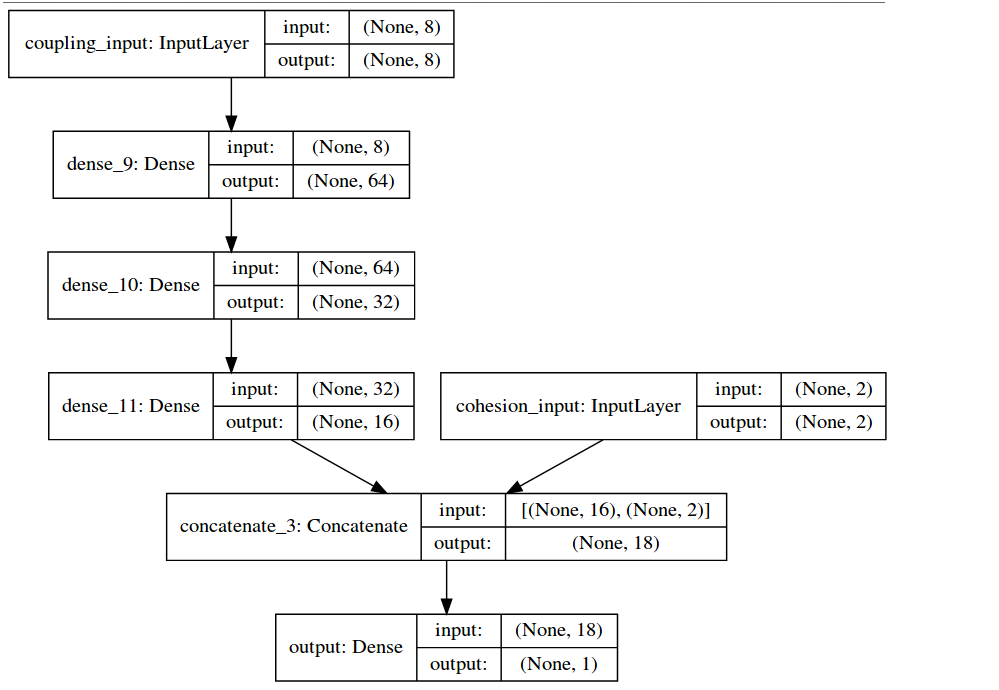 coupling_input: InputLayer
input: (None, 8)
output: (None, 8)
dense_9: Dense
input: (None, 8)
output: (None, 64)
dense_10: Dense
input: (None, 64)
output: (None, 32)
dense_11: Dense
input: (None, 32)
output: (None, 16)
cohesion_input: InputLayer
input: (None, 2)
output: (None, 2)
concatenate_3: Concatenate
input: [(None, 16), (None, 2)]
output: (None, 18)
output: Dense
input: (None, 18)
output: (None, 1)